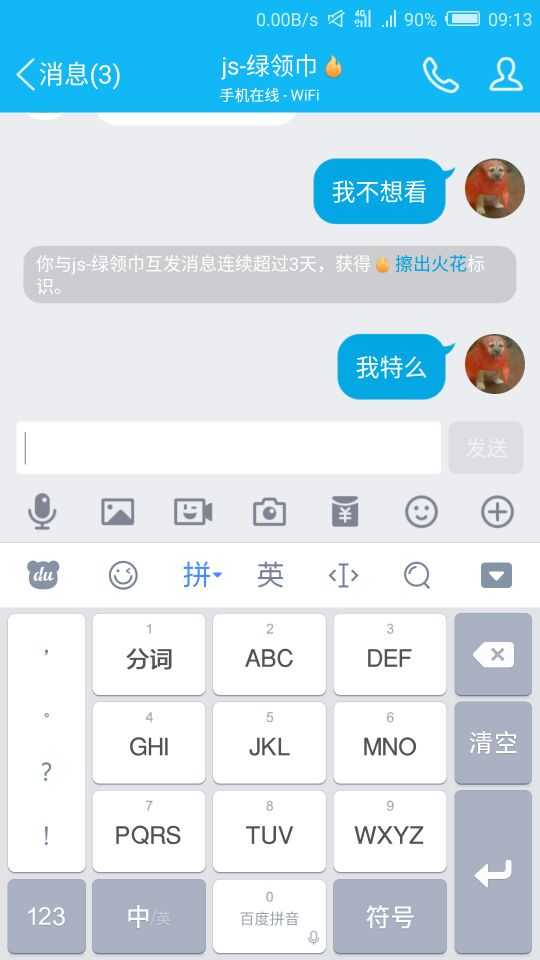 0.00B/s 4G 90% 09:13
消息(3)
js-绿领巾
手机在线 - WiFi
我不想看
你与js-绿领巾互发消息连续超过3天，获得擦出火花标
识。
我特么
发送
du 拼 英
， 1 分词 2 ABC 3 DEF
。 4 GHI 5 JKL 6 MNO 清空
？
！ 7 PQRS 8 TUV 9 WXYZ
123 中/英 0 百度拼音 符号